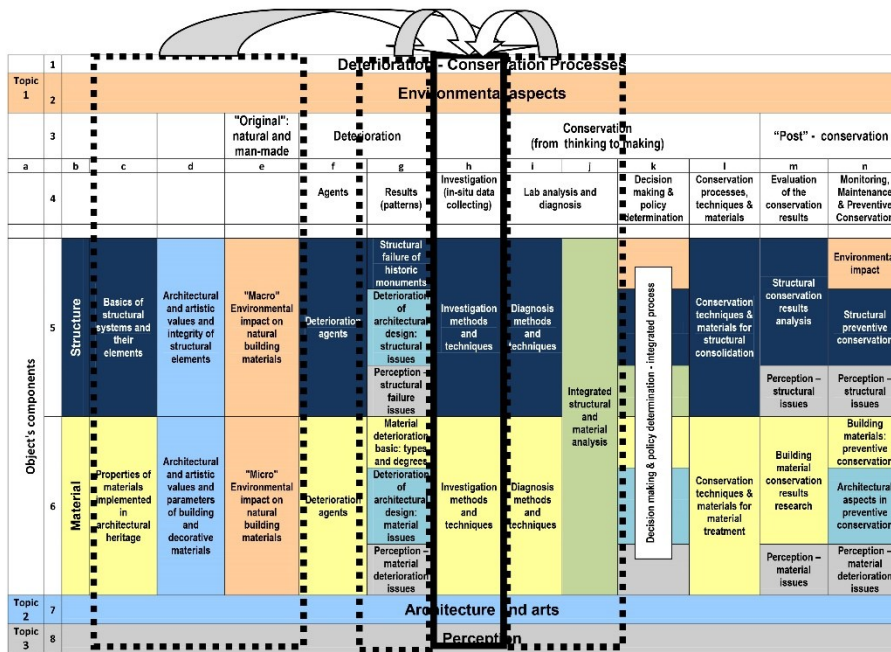 1
Deterioration - Conservation Processes
Topic
1
2
Environmental aspects
3
"Original":
natural and
man-made
Deterioration
Conservation
(from thinking to making)
"Post" - conservation
a
b
c
d
e
f
g
h
i
j
k
l
m
n
4
Agents
Results
(patterns)
Investigation
(in-situ data
collecting)
Lab analysis and
diagnosis
Decision
making &
policy
determination
Conservation
processes,
techniques &
materials
Evaluation
of the
conservation
results
Monitoring,
Maintenance
& Preventive
Conservation
Object's components
5
Structure
Basics of
structural
systems and
their
elements
Architectural
and artistic
values and
integrity of
structural
elements
"Macro"
Environmental
impact on
natural
building
materials
Deterioration
agents
Structural
failure of
historic
monuments
Deterioration
of
architectural
design:
structural
issues
Perception –
structural
failure
issues
Investigation
methods
and
techniques
Diagnosis
methods and
techniques
Integrated
structural
and
material
analysis
Decision making & policy determination - integrated process
Conservation
techniques &
materials for
structural
consolidation
Structural
conservation
results
analysis
Perception –
structural
issues
Environmental
impact
Structural
preventive
conservation
Perception –
structural
issues
6
Material
Properties of
materials
implemented
in
architectural
heritage
Architectural
and artistic
values and
parameters
of building
and
decorative
materials
"Micro"
Environmental
impact on
natural
building
materials
Deterioration
agents
Material
deterioration
basic: types
and degrees
Deterioration
of
architectural
design:
material
issues
Perception –
material
deterioration
issues
Investigation
methods
and
techniques
Diagnosis
methods and
techniques
Conservation
techniques &
materials for
material
treatment
Building
material
conservation
results
research
Perception –
material
issues
Building
materials:
preventive
conservation
Architectural
aspects in
preventive
conservation
Perception –
material
deterioration
issues
Topic
2
7
Architecture and arts
Topic
3
8
Perception